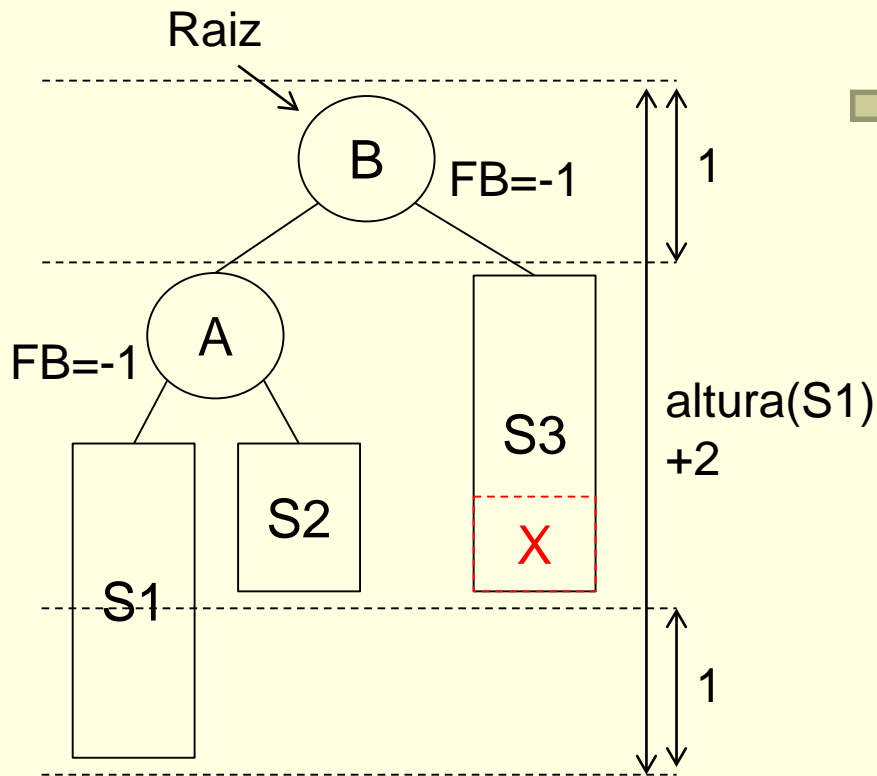 Raiz
B
FB=-1
1
A
FB=-1
altura(S1)
+2
S3
S2
X
S1
1